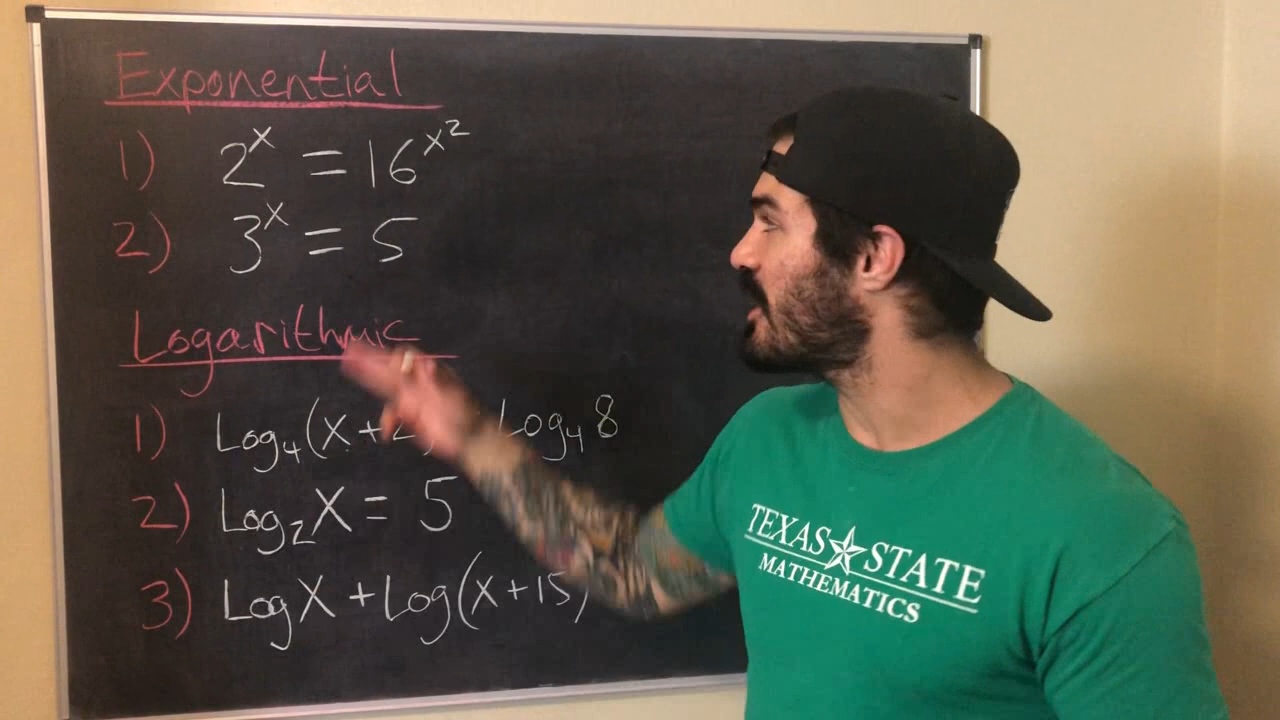 Exponential
1) 2^x = 16^x^2
2) 3^x = 5
Logarithmic
1) Log₄(x + Log₄ 8
2) Log₂ X = 5
3) Log X + Log(x+15)
TEXAS STATE
MATHEMATICS